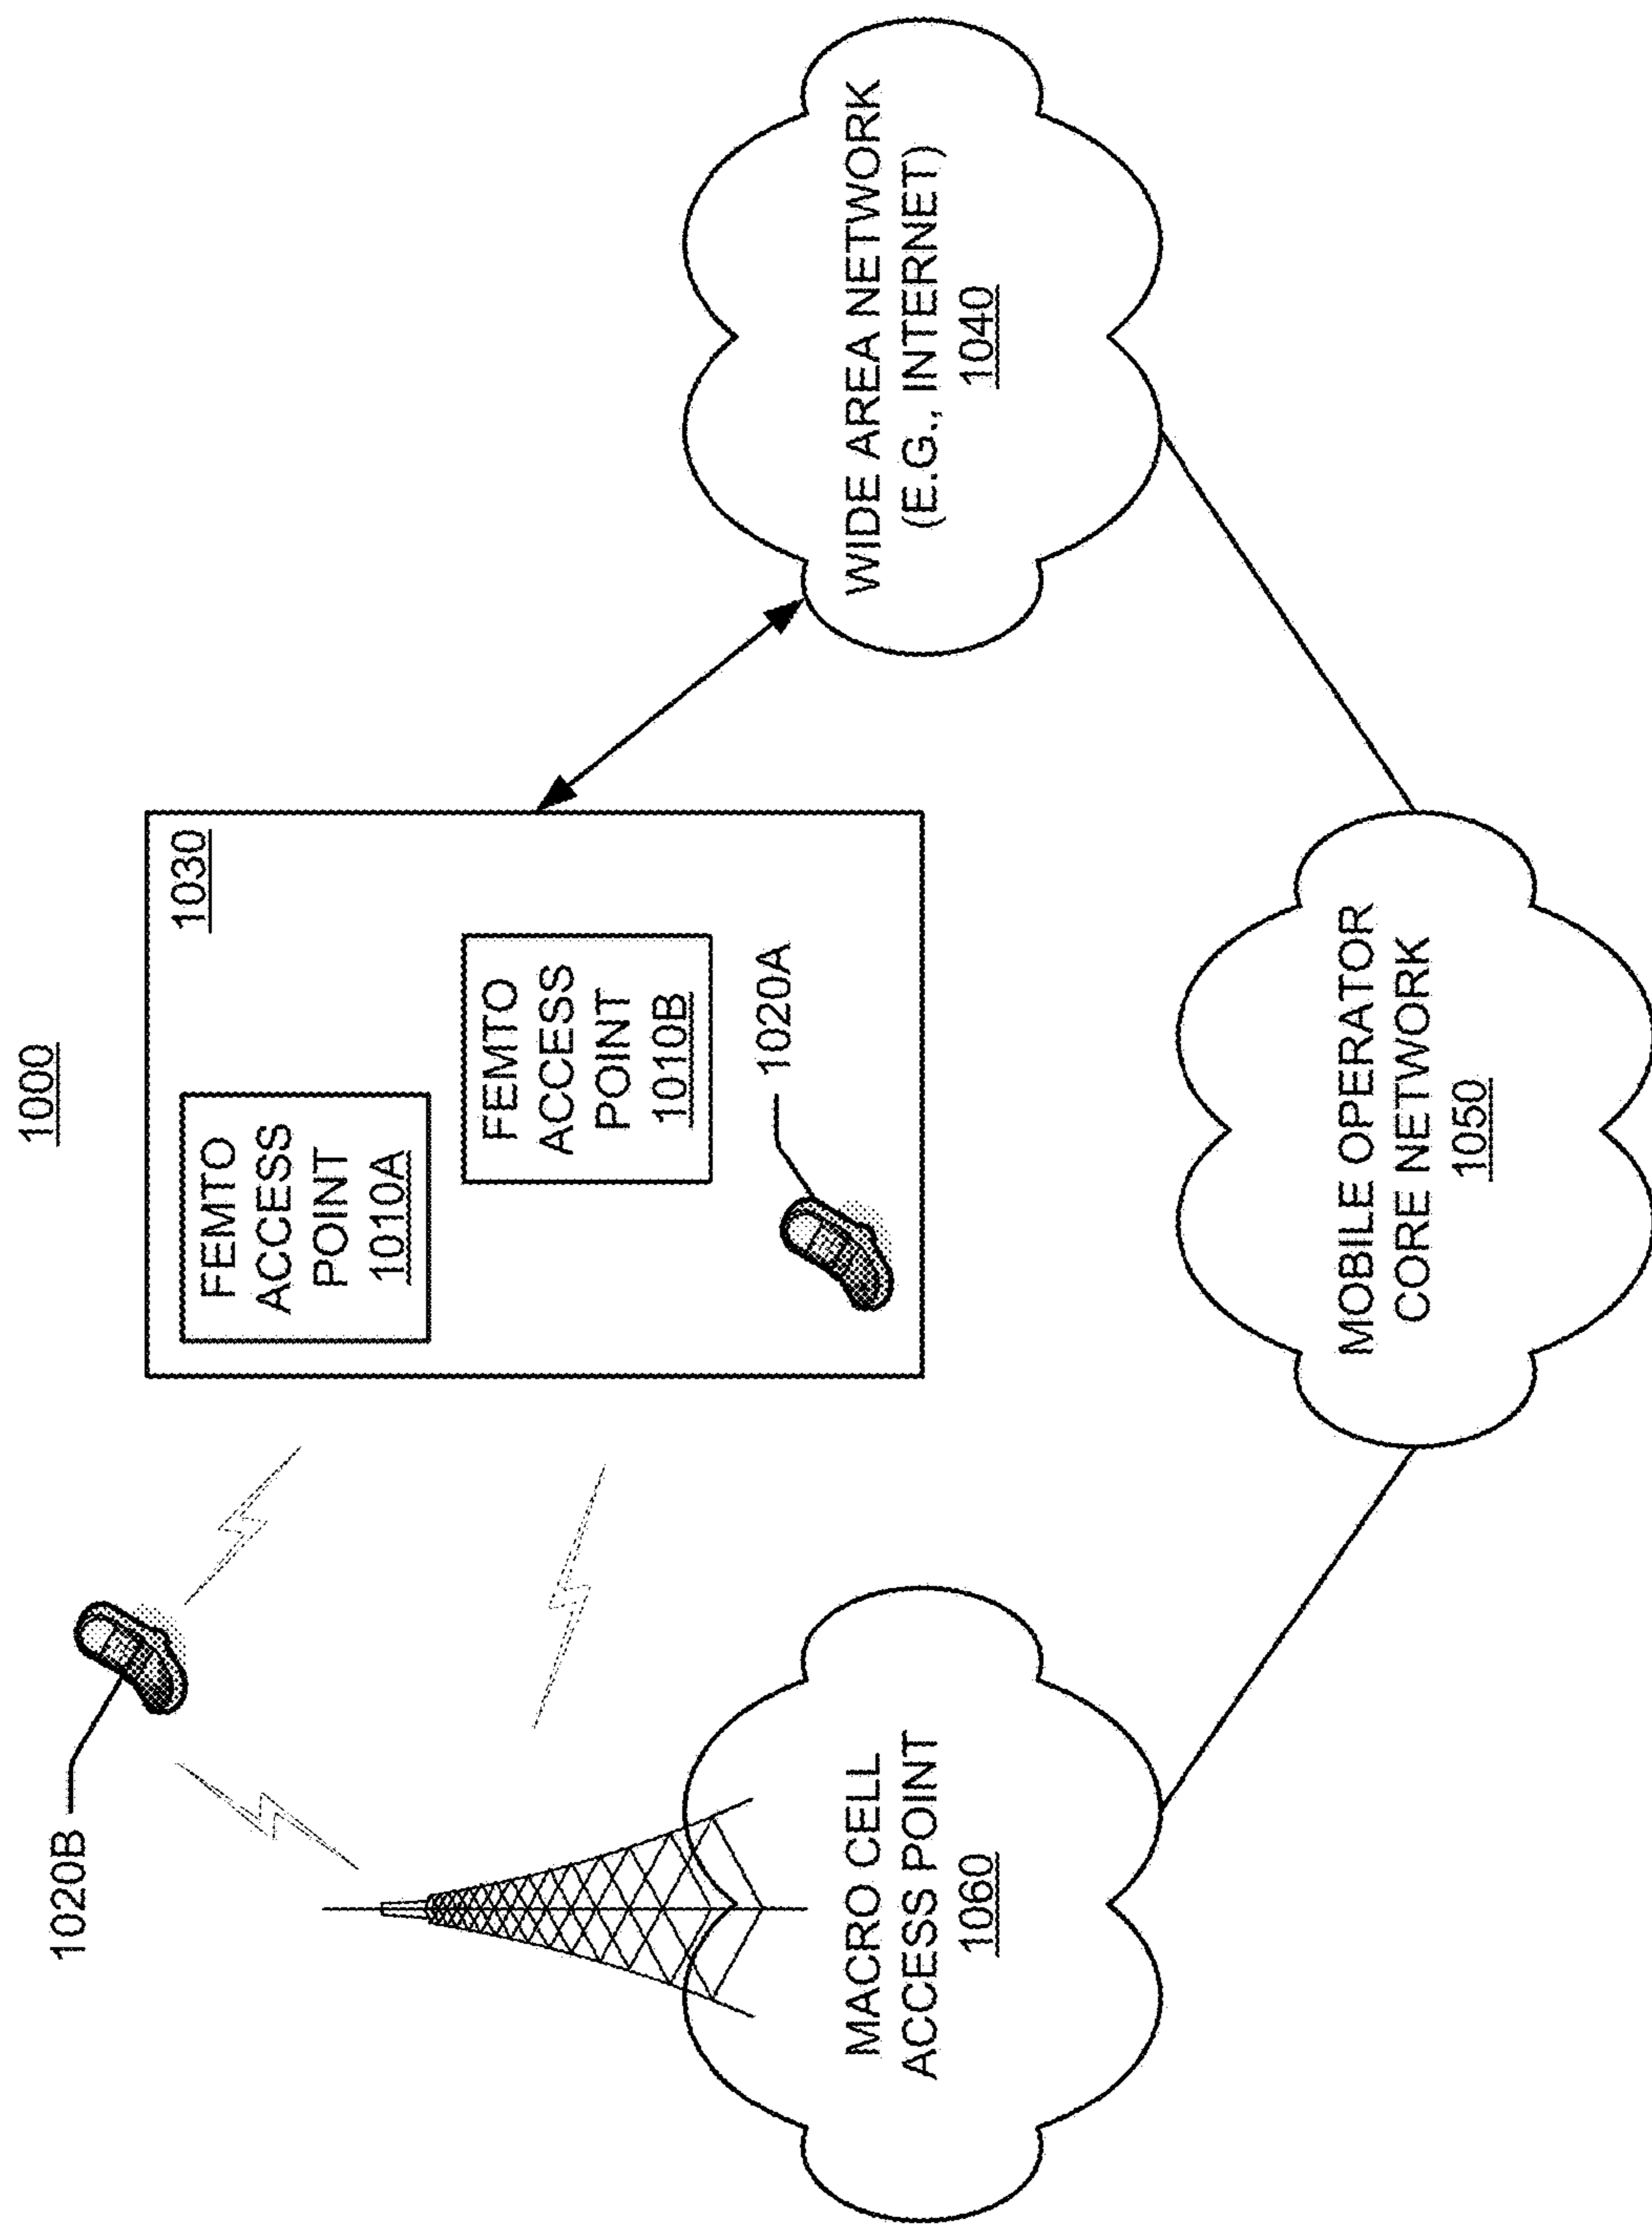 1000
1020B
FEMTO
ACCESS
POINT
1010A
1030
FEMTO
ACCESS
POINT
1010B
1020A
MACRO CELL
ACCESS POINT
1060
WIDE AREA NETWORK
(E.G., INTERNET)
1040
MOBILE OPERATOR
CORE NETWORK
1050